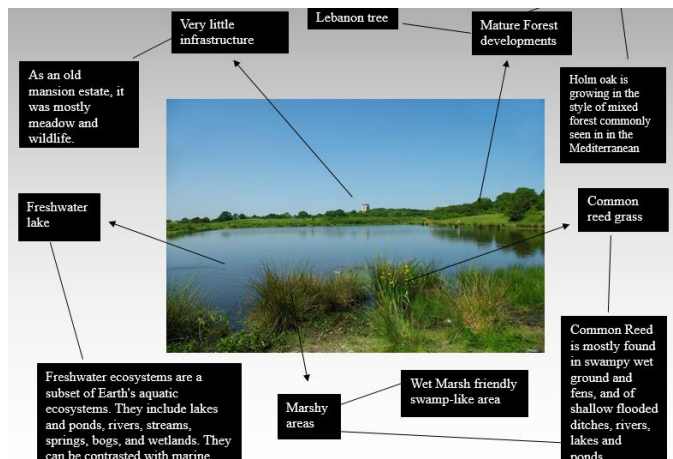 Very little
infrastructure
Lebanon tree
Mature Forest
developments
As an old
mansion estate, it
was mostly
meadow and
wildlife.
Holm oak is
growing in the
style of mixed
forest commonly
seen in in the
Mediterranean
Freshwater
lake
Common
reed grass
Freshwater ecosystems are a
subset of Earth's aquatic
ecosystems. They include lakes
and ponds, rivers, streams,
springs, bogs, and wetlands. They
can be contrasted with marine
Marshy
areas
Wet Marsh friendly
swamp-like area
Common Reed
is mostly found
in swampy wet
ground and
fens, and of
shallow flooded
ditches, rivers,
lakes and
ponds